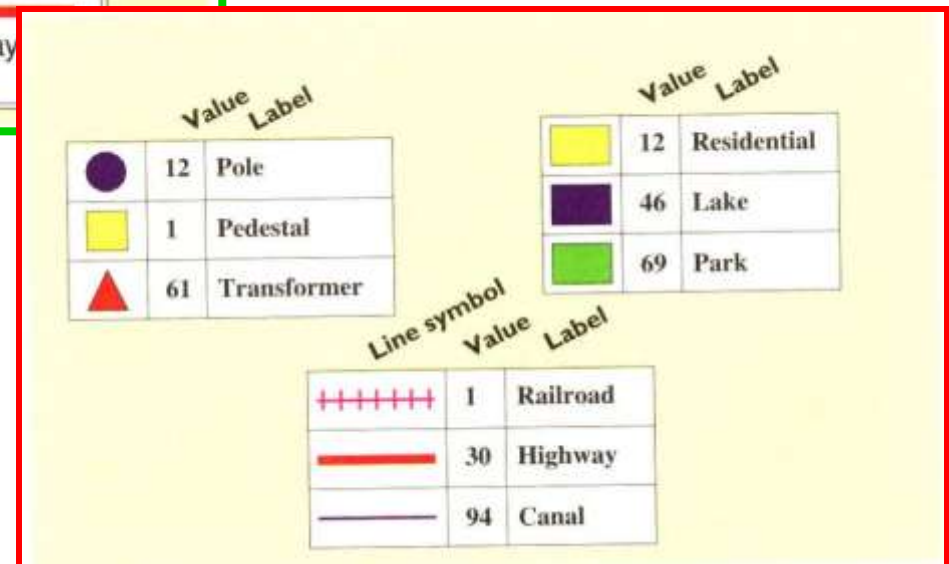 ay
Value Label
12 Pole
1 Pedestal
61 Transformer
Value Label
12 Residential
46 Lake
69 Park
Line symbol Value Label
1 Railroad
30 Highway
94 Canal